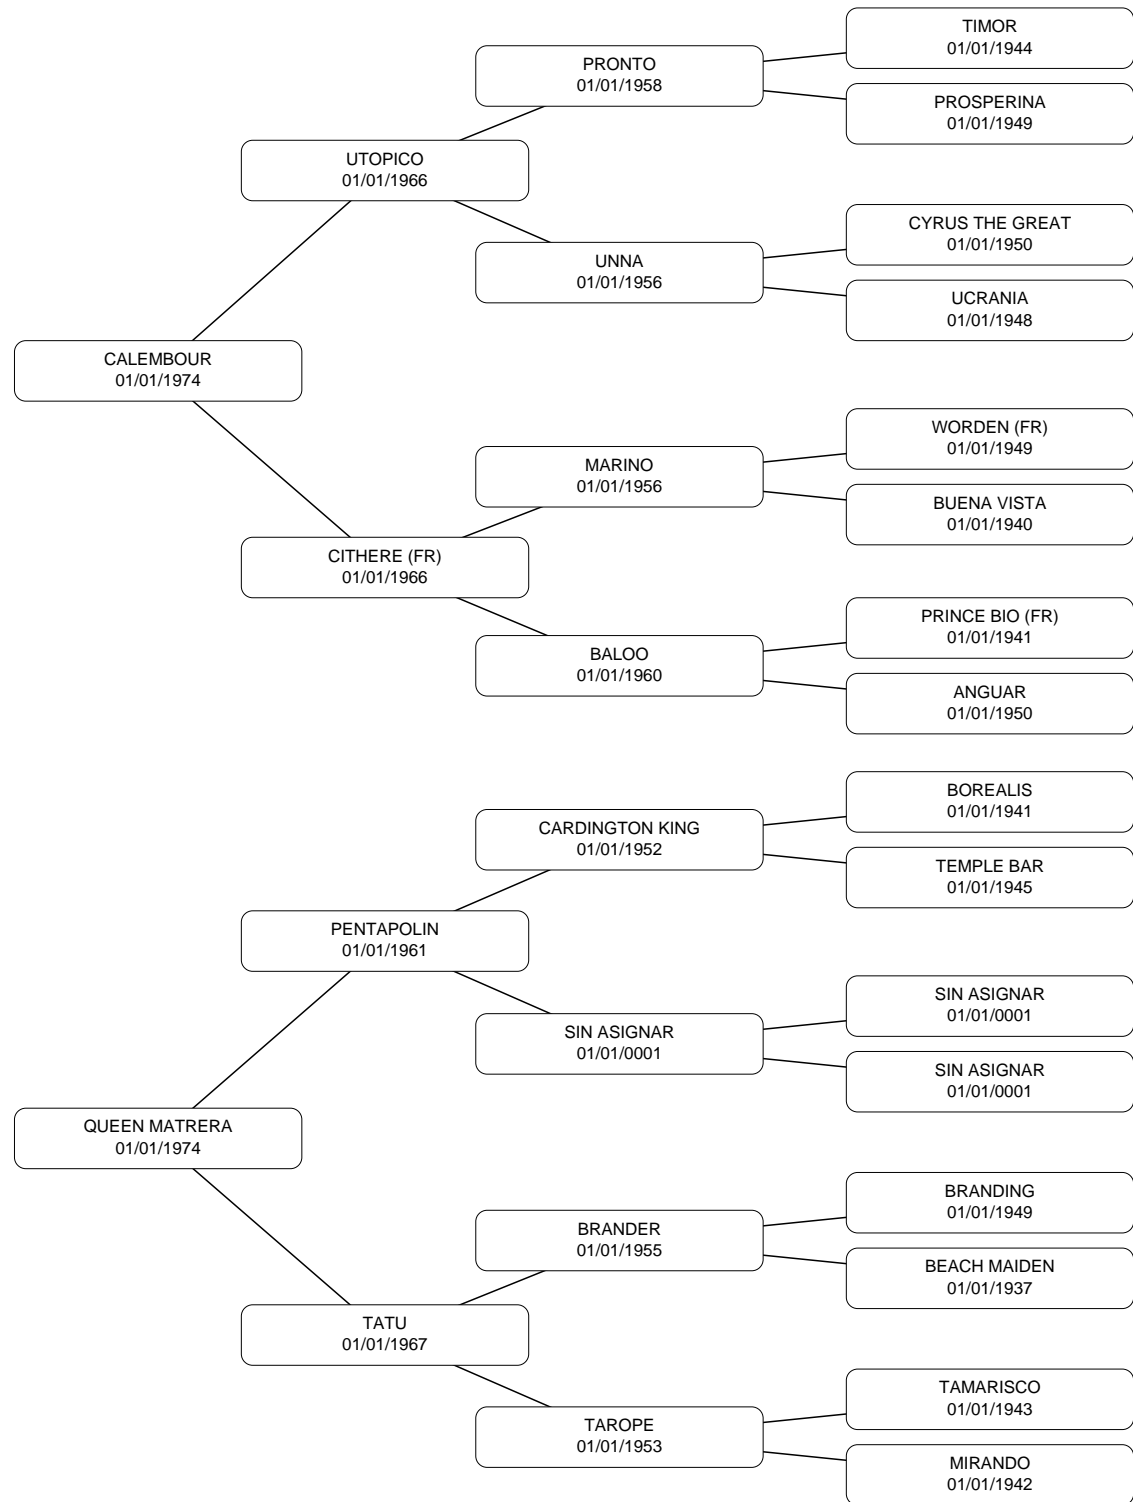 TIMOR
01/01/1944
PRONTO
01/01/1958
PROSPERINA
01/01/1949
UTOPICO
01/01/1966
CYRUS THE GREAT
01/01/1950
UNNA
01/01/1956
UCRANIA
01/01/1948
CALEMBOUR
01/01/1974
WORDEN (FR)
01/01/1949
MARINO
01/01/1956
BUENA VISTA
01/01/1940
CITHERE (FR)
01/01/1966
PRINCE BIO (FR)
01/01/1941
BALOO
01/01/1960
ANGUAR
01/01/1950
BOREALIS
01/01/1941
CARDINGTON KING
01/01/1952
TEMPLE BAR
01/01/1945
PENTAPOLIN
01/01/1961
SIN ASIGNAR
01/01/0001
SIN ASIGNAR
01/01/0001
SIN ASIGNAR
01/01/0001
QUEEN MATRERA
01/01/1974
BRANDING
01/01/1949
BRANDER
01/01/1955
BEACH MAIDEN
01/01/1937
TATU
01/01/1967
TAMARISCO
01/01/1943
TAROPE
01/01/1953
MIRANDO
01/01/1942